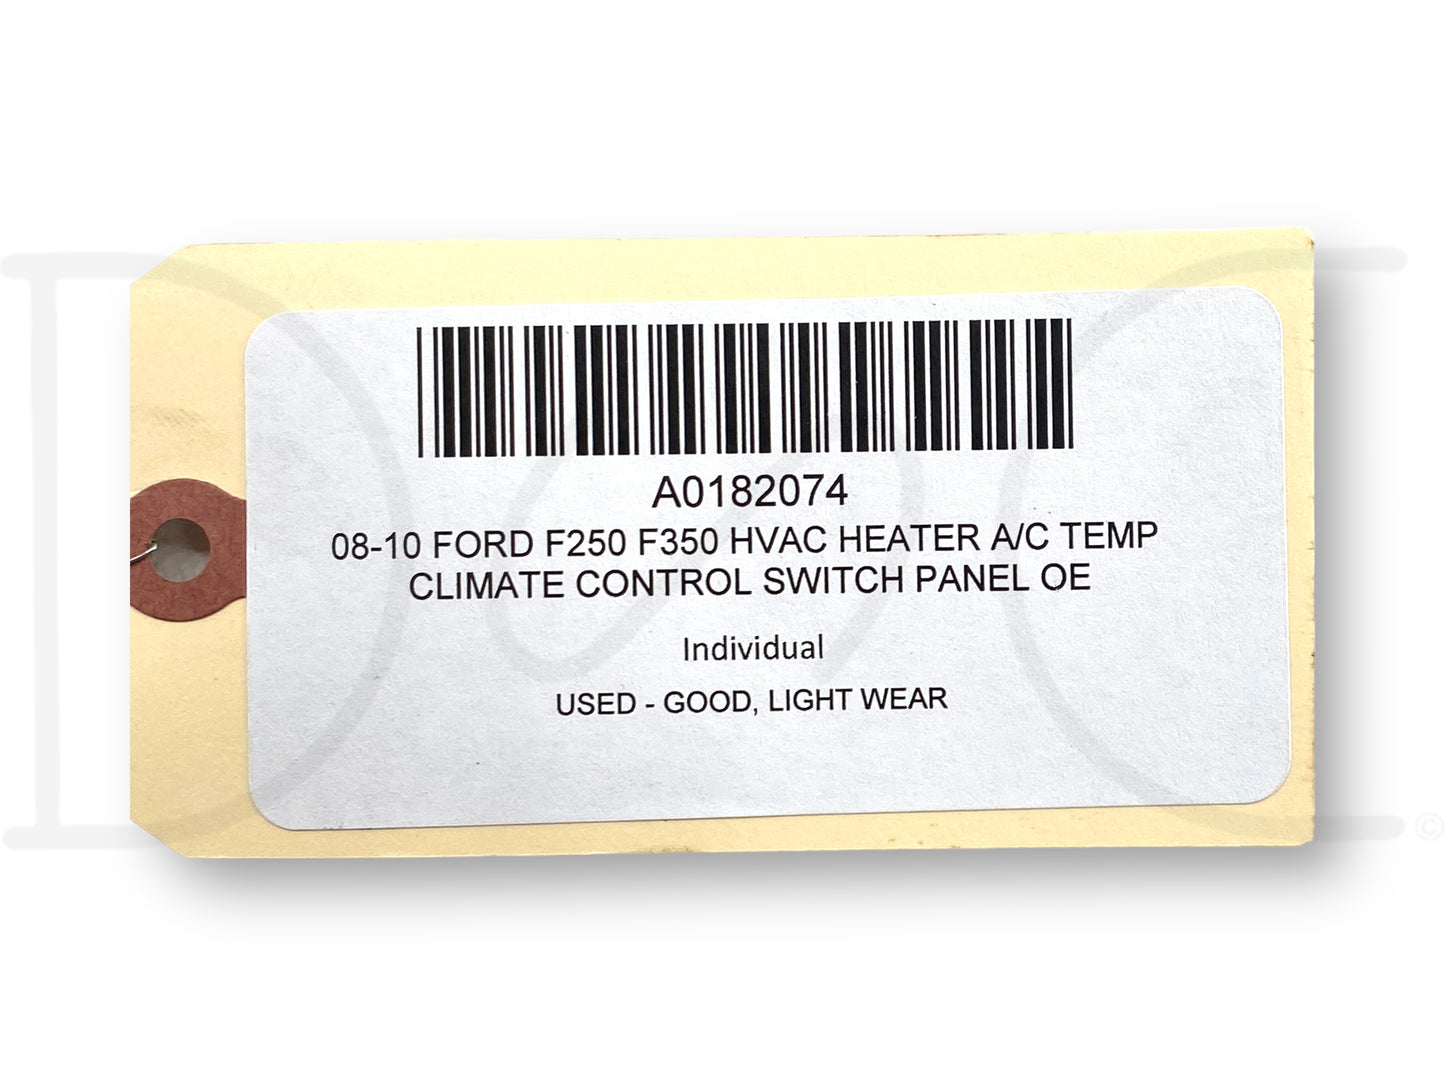 A0182074
08-10 FORD F250 F350 HVAC HEATER A/C TEMP
CLIMATE CONTROL SWITCH PANEL OE
Individual
USED - GOOD, LIGHT WEAR
©